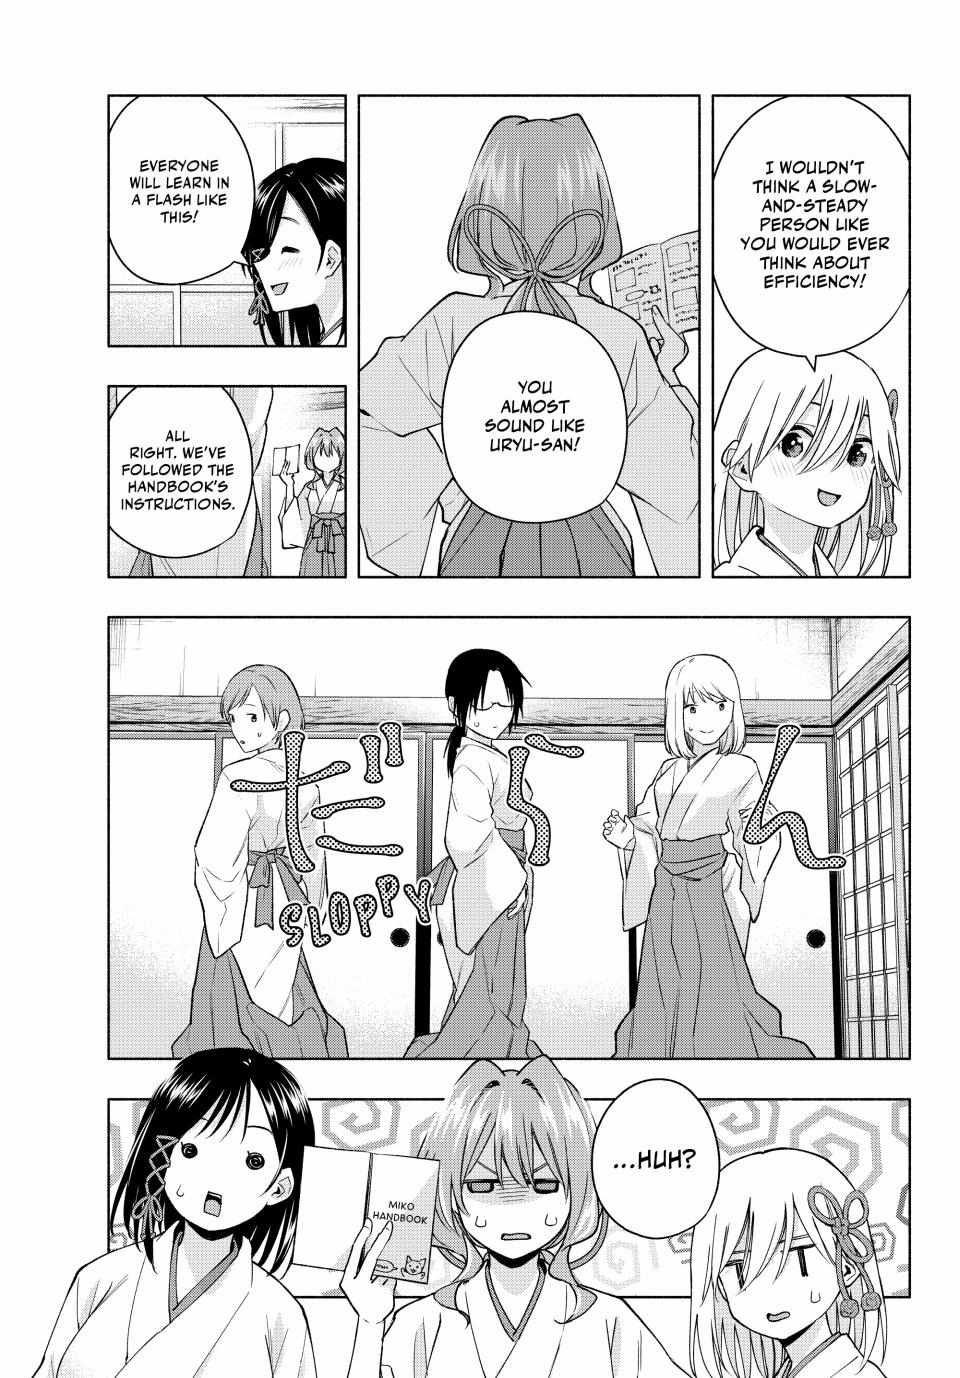 I WOULDN'T
THINK A SLOW-
AND-STEADY
PERSON LIKE
YOU WOULD EVER
THINK ABOUT
EFFICIENCY!
YOU
ALMOST
SOUND LIKE
URYU-SAN!
EVERYONE
WILL LEARN IN
A FLASH LIKE
THIS!
ALL
RIGHT. WE'VE
FOLLOWED THE
HANDBOOK'S
INSTRUCTIONS.
だらん
SLOPPY
...HUH?
MIKO
HANDBOOK